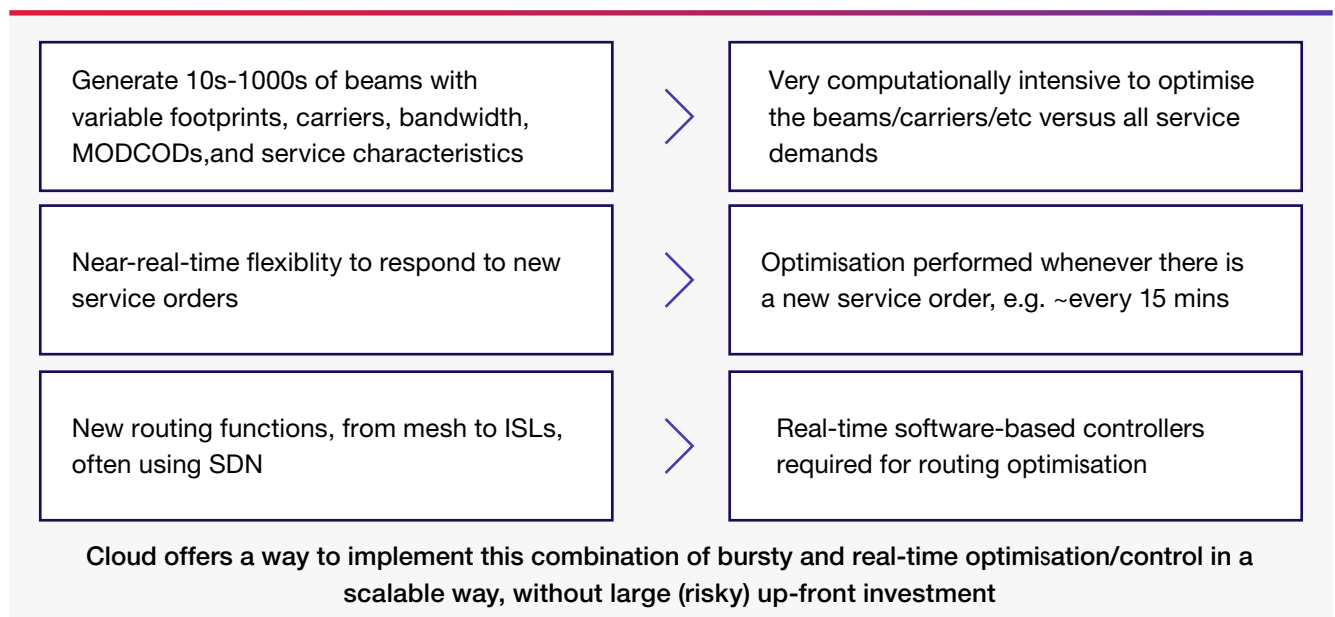 Generate 10s-1000s of beams with
variable footprints, carriers, bandwidth,
MODCODs,and service characteristics
Very computationally intensive to optimise
the beams/carriers/etc versus all service
demands
Near-real-time flexiblity to respond to new
service orders
Optimisation performed whenever there is
a new service order, e.g. ~every 15 mins
New routing functions, from mesh to ISLs,
often using SDN
Real-time software-based controllers
required for routing optimisation
Cloud offers a way to implement this combination of bursty and real-time optimisation/control in a
scalable way, without large (risky) up-front investment